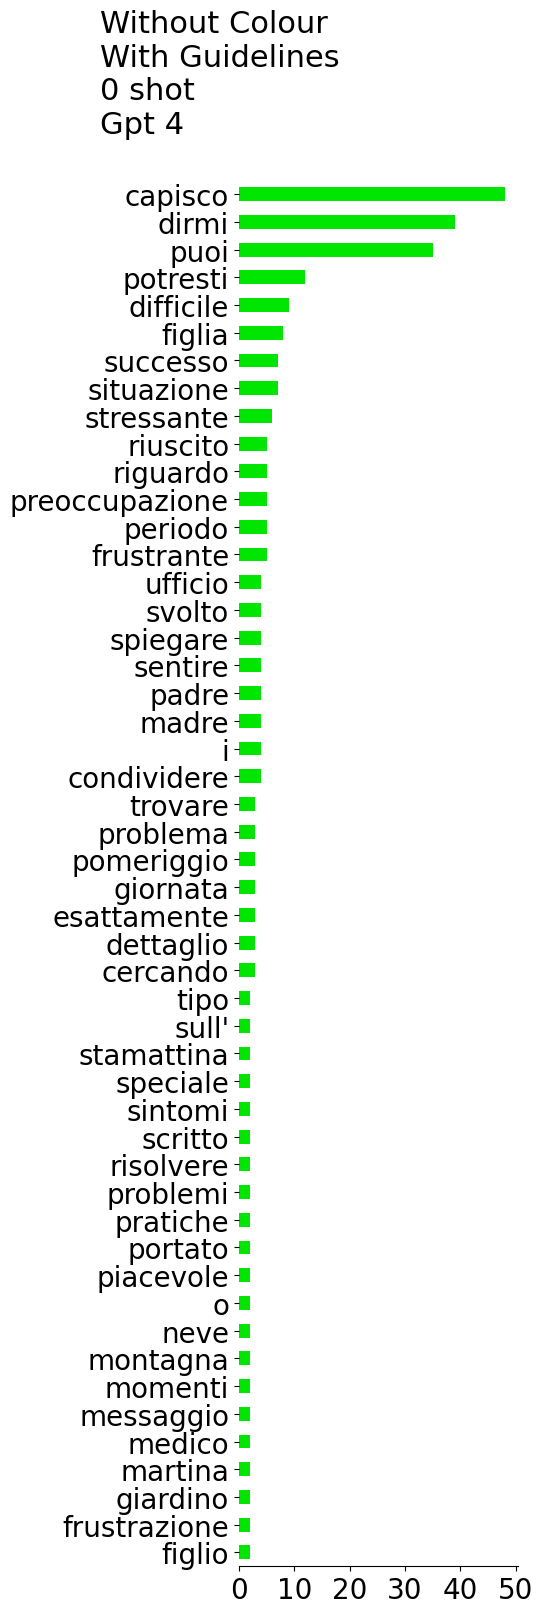 Without Colour
With Guidelines
0 shot
Gpt 4
capisco
dirmi
puoi
potresti
difficile
figlia
successo
situazione
stressante
riuscito
riguardo
preoccupazione
periodo
frustrante
ufficio
svolto
spiegare
sentire
padre
madre
i
condividere
trovare
problema
pomeriggio
giornata
esattamente
dettaglio
cercando
tipo
sull'
stamattina
speciale
sintomi
scritto
risolvere
problemi
pratiche
portato
piacevole
o
neve
montagna
momenti
messaggio
medico
martina
giardino
frustrazione
figlio
0 10 20 30 40 50